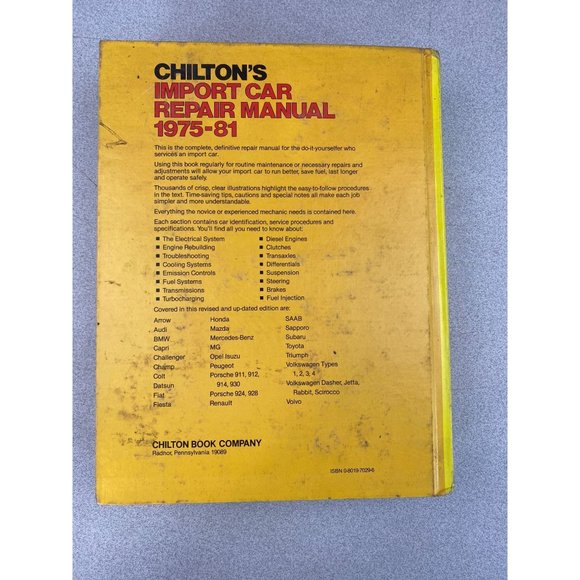 CHILTON'S
IMPORT CAR
REPAIR MANUAL
1975-81
This is the complete, definitive repair manual for the do-it-yourselfer who
services an import car.
Using this book regularly for routine maintenance or necessary repairs and
adjustments will allow your import car to run better, save fuel, last longer
and operate safely.
Thousands of crisp, clear illustrations highlight the easy-to-follow procedures
in the text. Time-saving tips, cautions and special notes all make each job
simpler and more understandable.
Everything the novice or experienced mechanic needs is contained here.
Each section contains car identification, service procedures and
specifications. You'll find all you need to know about:
■ The Electrical System
■ Engine Rebuilding
■ Troubleshooting
■ Cooling Systems
■ Emission Controls
■ Fuel Systems
■ Transmissions
■ Turbocharging
■ Diesel Engines
■ Clutches
■ Transaxles
■ Differentials
■ Suspension
■ Steering
■ Brakes
■ Fuel Injection
Covered in this revised and up-dated edition are:
Arrow
Audi
BMW
Capri
Challenger
Champ
Colt
Datsun
Fiat
Fiesta
Honda
Mazda
Mercedes-Benz
MG
Opel Isuzu
Peugeot
Porsche 911, 912,
914, 930
Porsche 924, 928
Renault
SAAB
Sapporo
Subaru
Toyota
Triumph
Volkswagen Types
1, 2, 3, 4
Volkswagen Dasher, Jetta,
Rabbit, Scirocco
Volvo
CHILTON BOOK COMPANY
Radnor, Pennsylvania 19089
ISBN 0-8019-7029-6